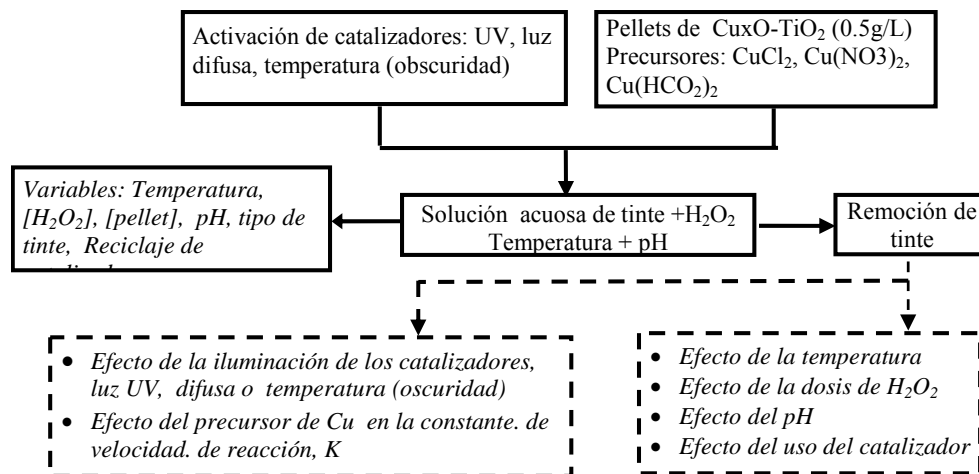 Activación de catalizadores: UV, luz
difusa, temperatura (obscuridad)
Pellets de CuxO-TiO2 (0.5g/L)
Precursores: CuCl2, Cu(NO3)2,
Cu(HCO2)2
Variables: Temperatura,
[H2O2], [pellet], pH, tipo de
tinte, Reciclaje de
Solución acuosa de tinte +H2O2
Temperatura + pH
Remoción de
tinte
• Efecto de la iluminación de los catalizadores,
luz UV, difusa o temperatura (oscuridad)
• Efecto del precursor de Cu en la constante. de
velocidad. de reacción, K
• Efecto de la temperatura
• Efecto de la dosis de H2O2
• Efecto del pH
• Efecto del uso del catalizador